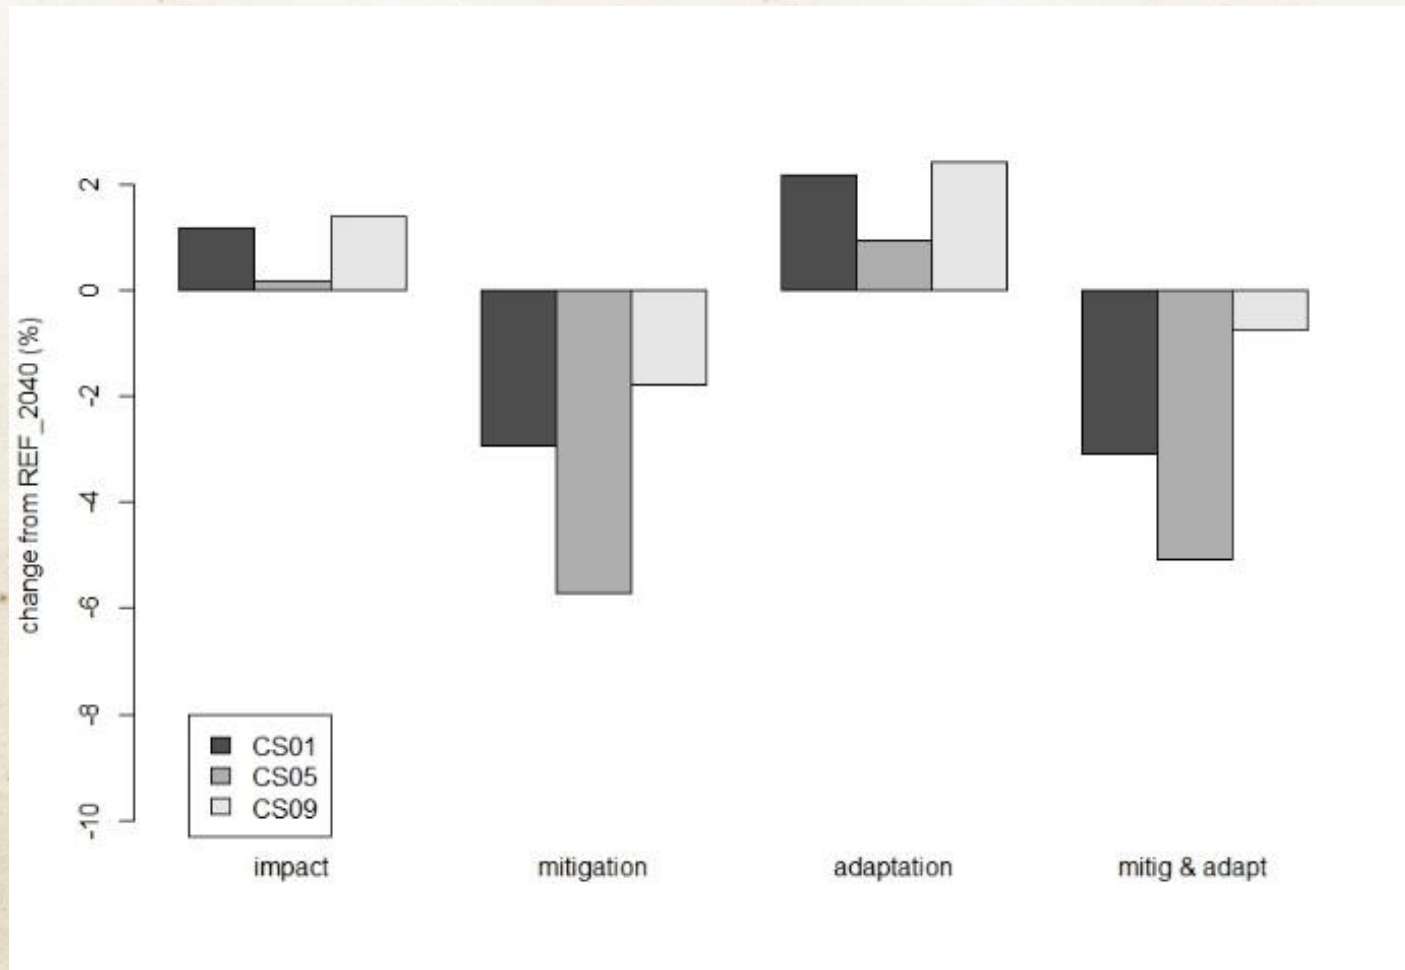 change from REF_2040 (%)
2
0
-2
-4
-6
-8
-10
CS01
CS05
CS09
impact mitigation adaptation mitig & adapt